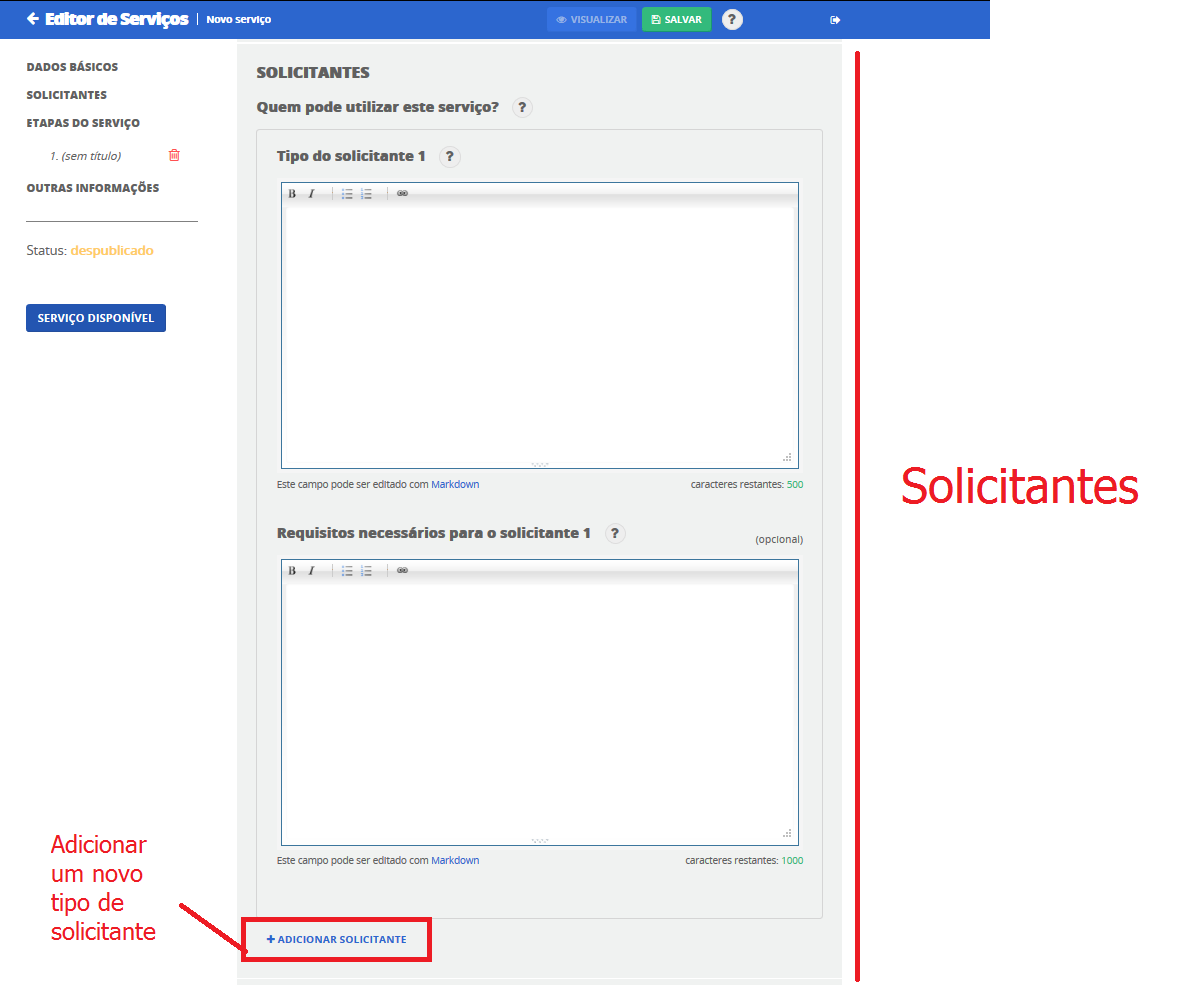 Editor de Serviços | Novo serviço
VISUALIZAR
SALVAR
?
DADOS BÁSICOS
SOLICITANTES
ETAPAS DO SERVIÇO
1. (sem título)
OUTRAS INFORMAÇÕES
Status: despublicado
SERVIÇO DISPONÍVEL
SOLICITANTES
Quem pode utilizar este serviço? ?
Tipo do solicitante 1 ?
B I
Este campo pode ser editado com Markdown
caracteres restantes: 500
Requisitos necessários para o solicitante 1 ?
(opcional)
B I
Este campo pode ser editado com Markdown
caracteres restantes: 1000
+ ADICIONAR SOLICITANTE
Adicionar
um novo
tipo de
solicitante
Solicitantes